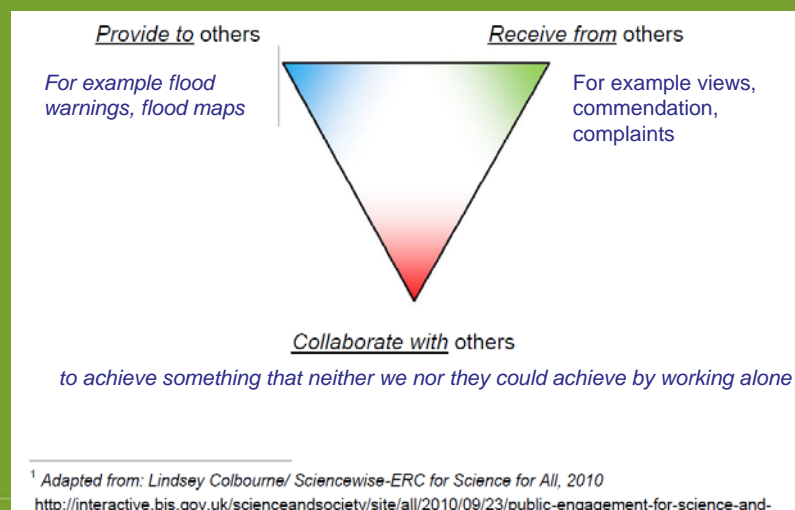 Provide to others
Receive from others
For example flood
warnings, flood maps
For example views,
commendation,
complaints
Collaborate with others
to achieve something that neither we nor they could achieve by working alone
1 Adapted from: Lindsey Colbourne/ Sciencewise-ERC for Science for All, 2010
http://interactive.bis.gov.uk/scienceandsociety/site/all/2010/09/23/public-engagement-for-science-and-